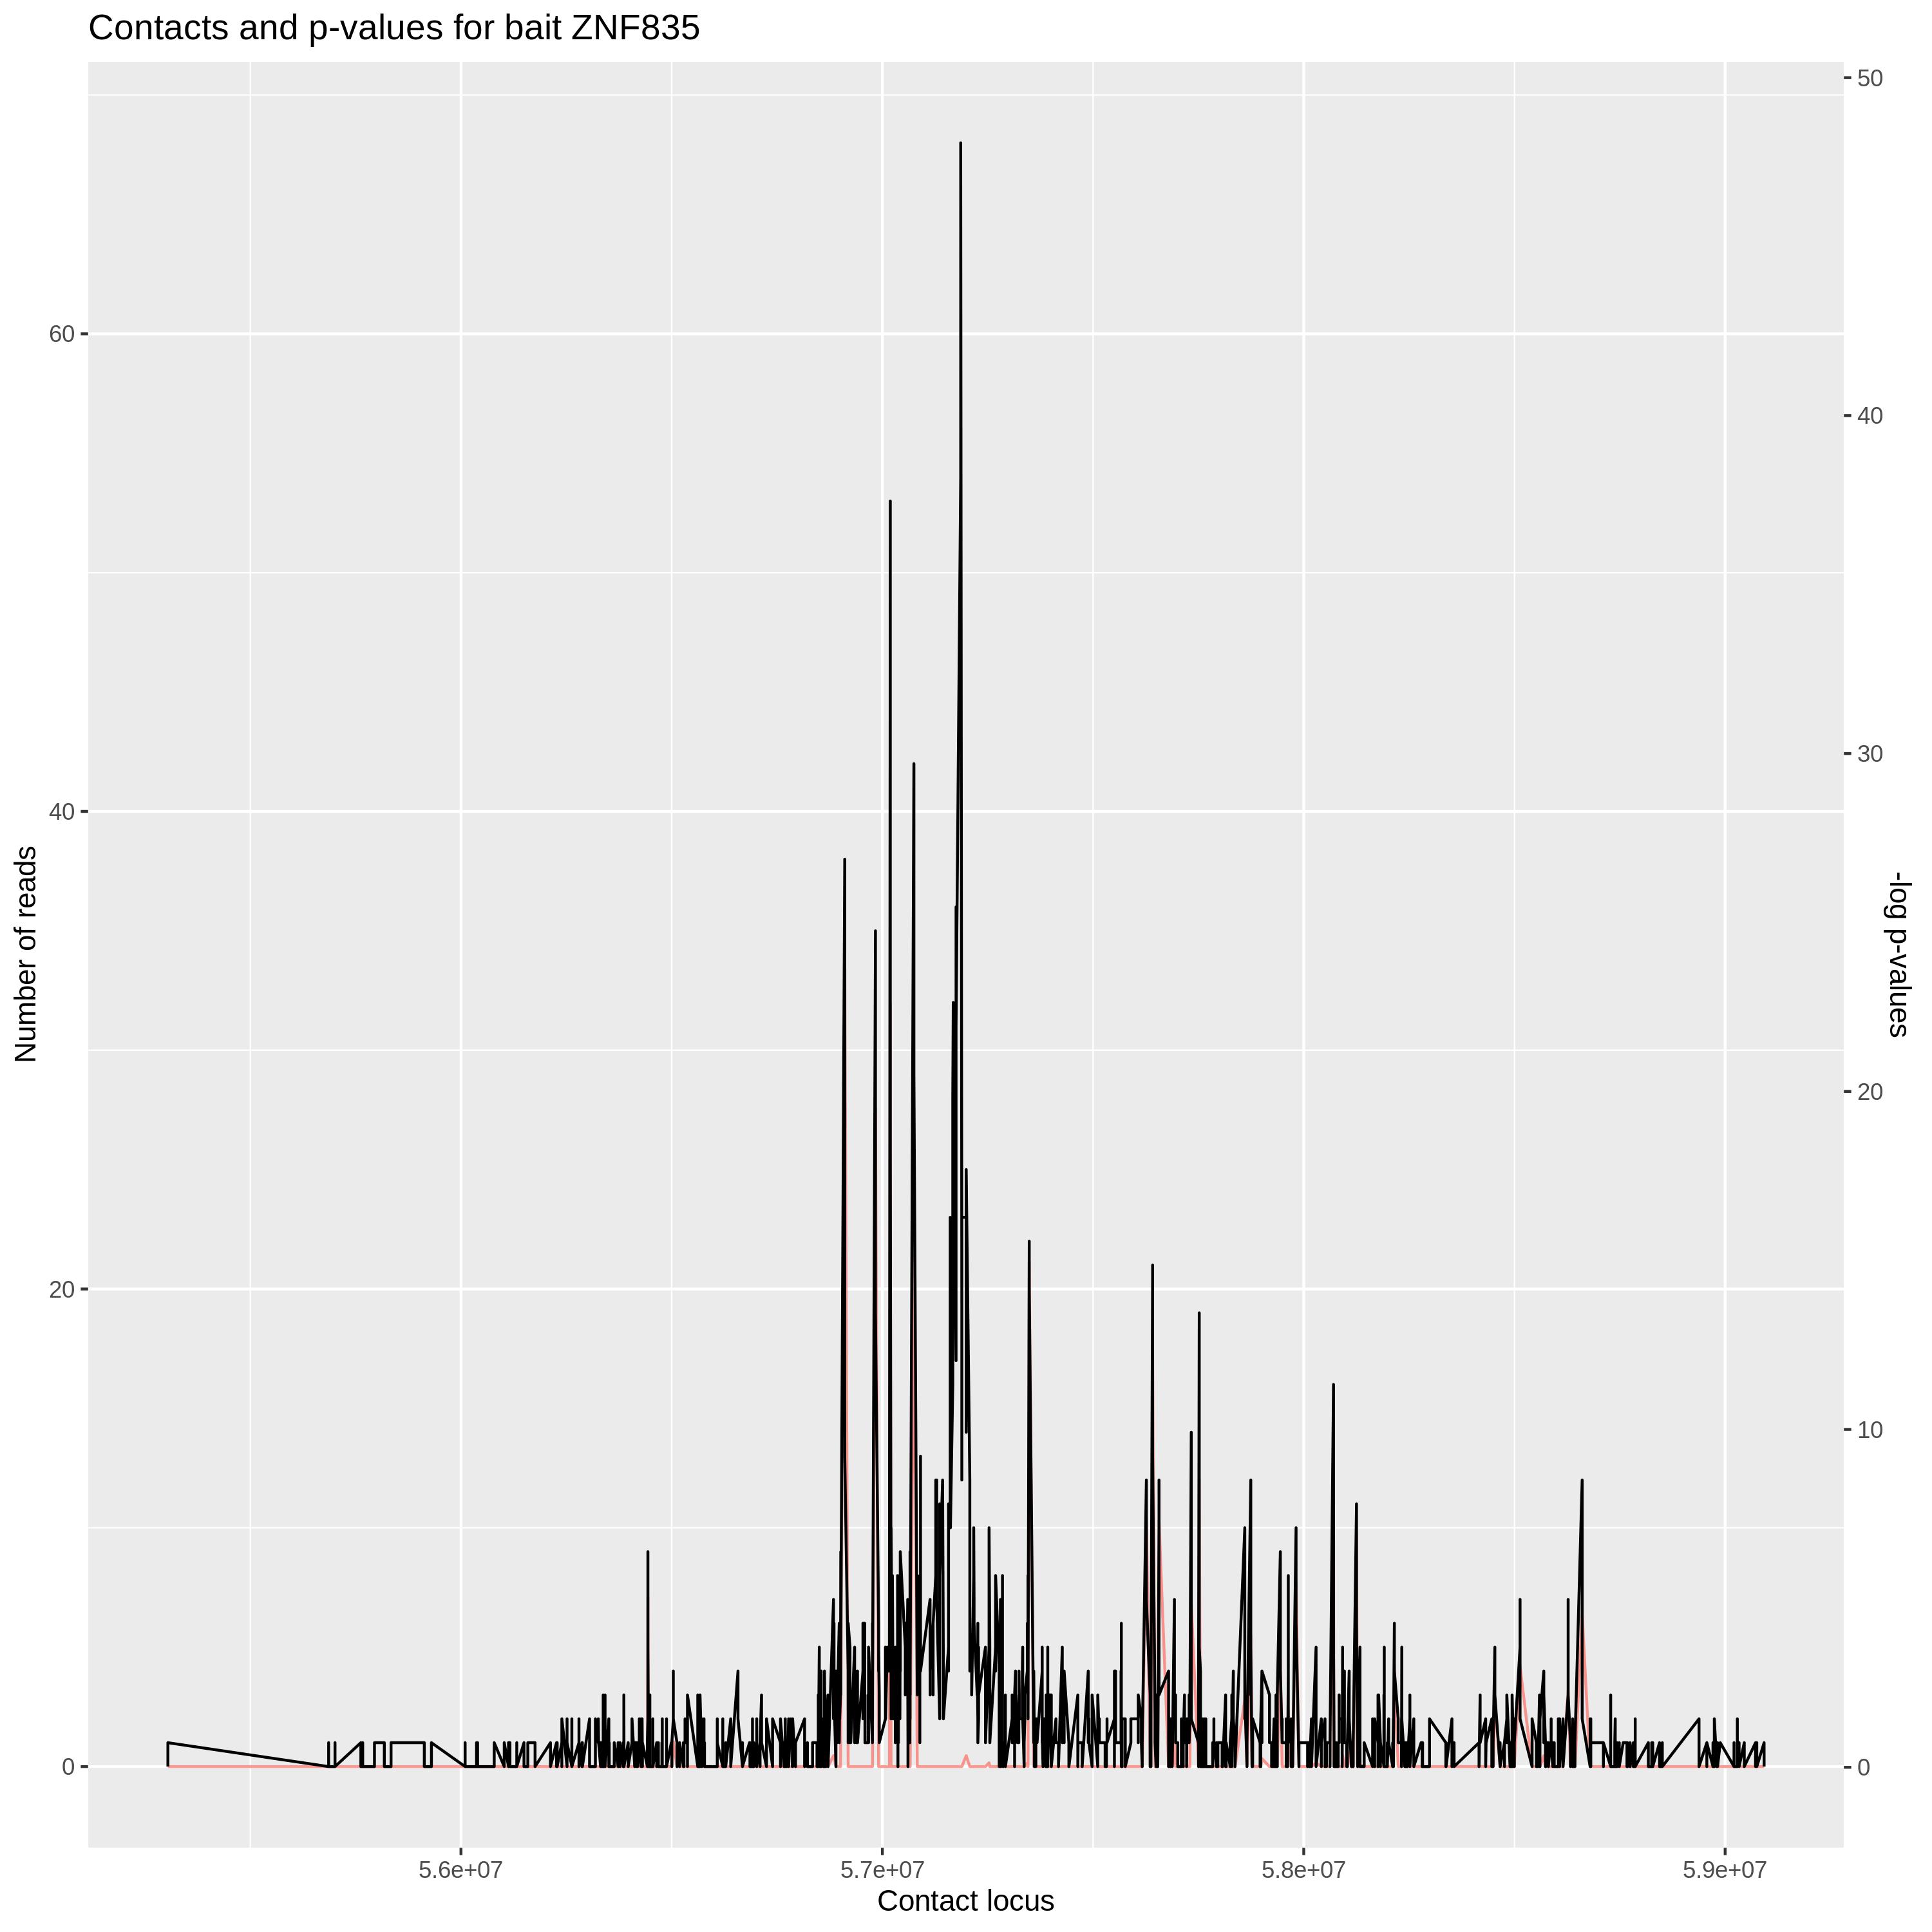 Contacts and p-values for bait ZNF835
60
40
20
0
Number of reads
50
40
30
20
10
0
-log p-values
5.6e+07
5.7e+07
5.8e+07
5.9e+07
Contact locus